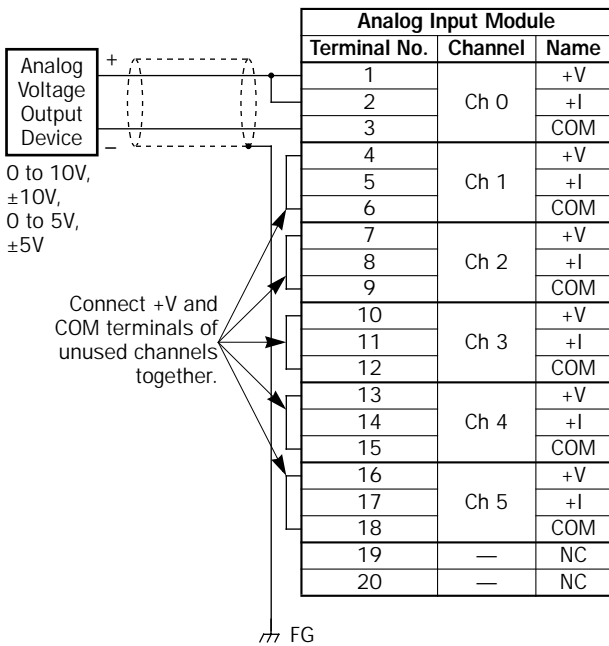 Analog Input Module
Terminal No. Channel Name
1 +V
2 Ch 0 +I
3 COM
4 +V
5 Ch 1 +I
6 COM
7 +V
8 Ch 2 +I
9 COM
10 +V
11 Ch 3 +I
12 COM
13 +V
14 Ch 4 +I
15 COM
16 +V
17 Ch 5 +I
18 COM
19 — NC
20 — NC
+
Analog
Voltage
Output
Device
–
0 to 10V,
±10V,
0 to 5V,
±5V
Connect +V and
COM terminals of
unused channels
together.
FG